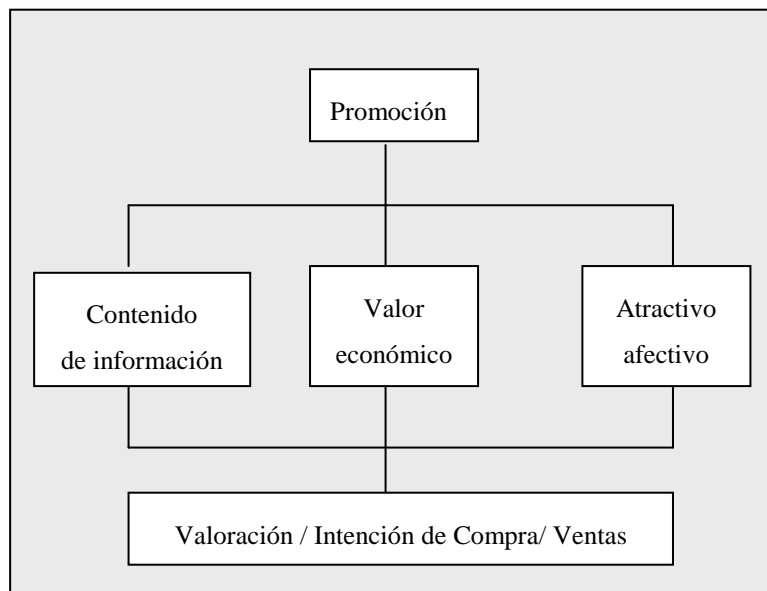 Promoción
Contenido
de información
Valor
económico
Atractivo
afectivo
Valoración / Intención de Compra/ Ventas